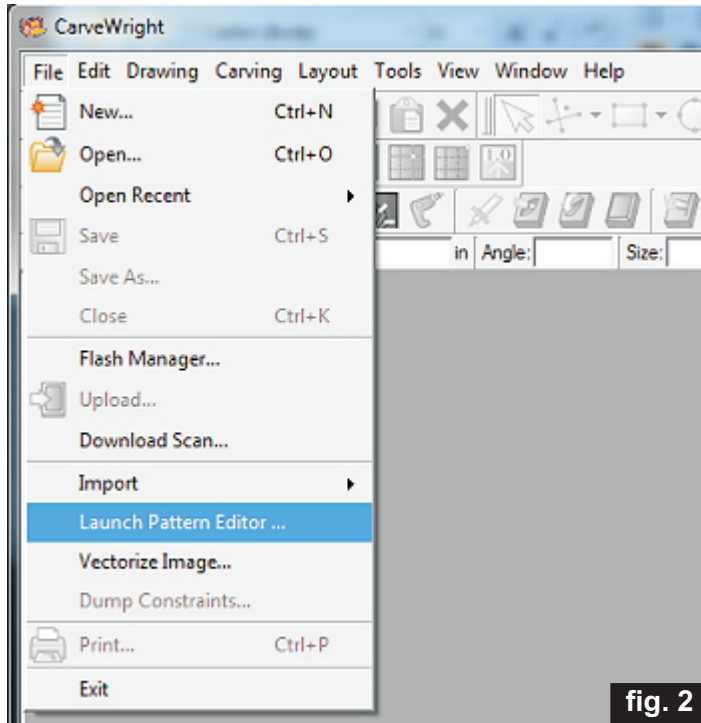 CarveWright
File Edit Drawing Carving Layout Tools View Window Help
New... Ctrl+N
Open... Ctrl+O
Open Recent
Save Ctrl+S
Save As...
Close Ctrl+K
in Angle: Size:
Flash Manager...
Upload...
Download Scan...
Import
Launch Pattern Editor ...
Vectorize Image...
Dump Constraints...
Print... Ctrl+P
Exit
1.0
fig. 2